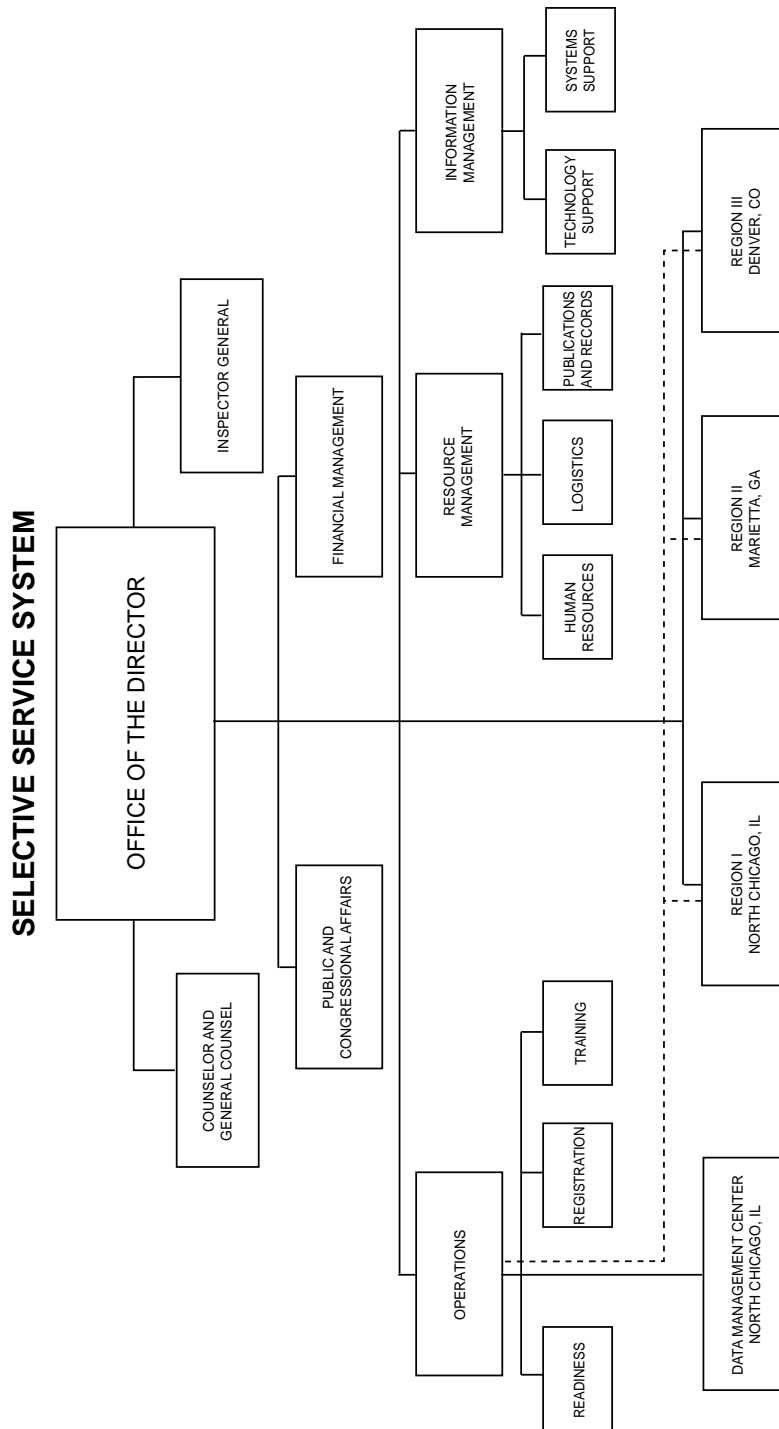 SELECTIVE SERVICE SYSTEM
OFFICE OF THE DIRECTOR
COUNSELOR AND
GENERAL COUNSEL
INSPECTOR GENERAL
PUBLIC AND
CONGRESSIONAL AFFAIRS
FINANCIAL MANAGEMENT
OPERATIONS
RESOURCE
MANAGEMENT
INFORMATION
MANAGEMENT
READINESS
REGISTRATION
TRAINING
HUMAN
RESOURCES
LOGISTICS
PUBLICATIONS
AND RECORDS
TECHNOLOGY
SUPPORT
SYSTEMS
SUPPORT
DATA MANAGEMENT CENTER
NORTH CHICAGO, IL
REGION I
NORTH CHICAGO, IL
REGION II
MARIETTA, GA
REGION III
DENVER, CO